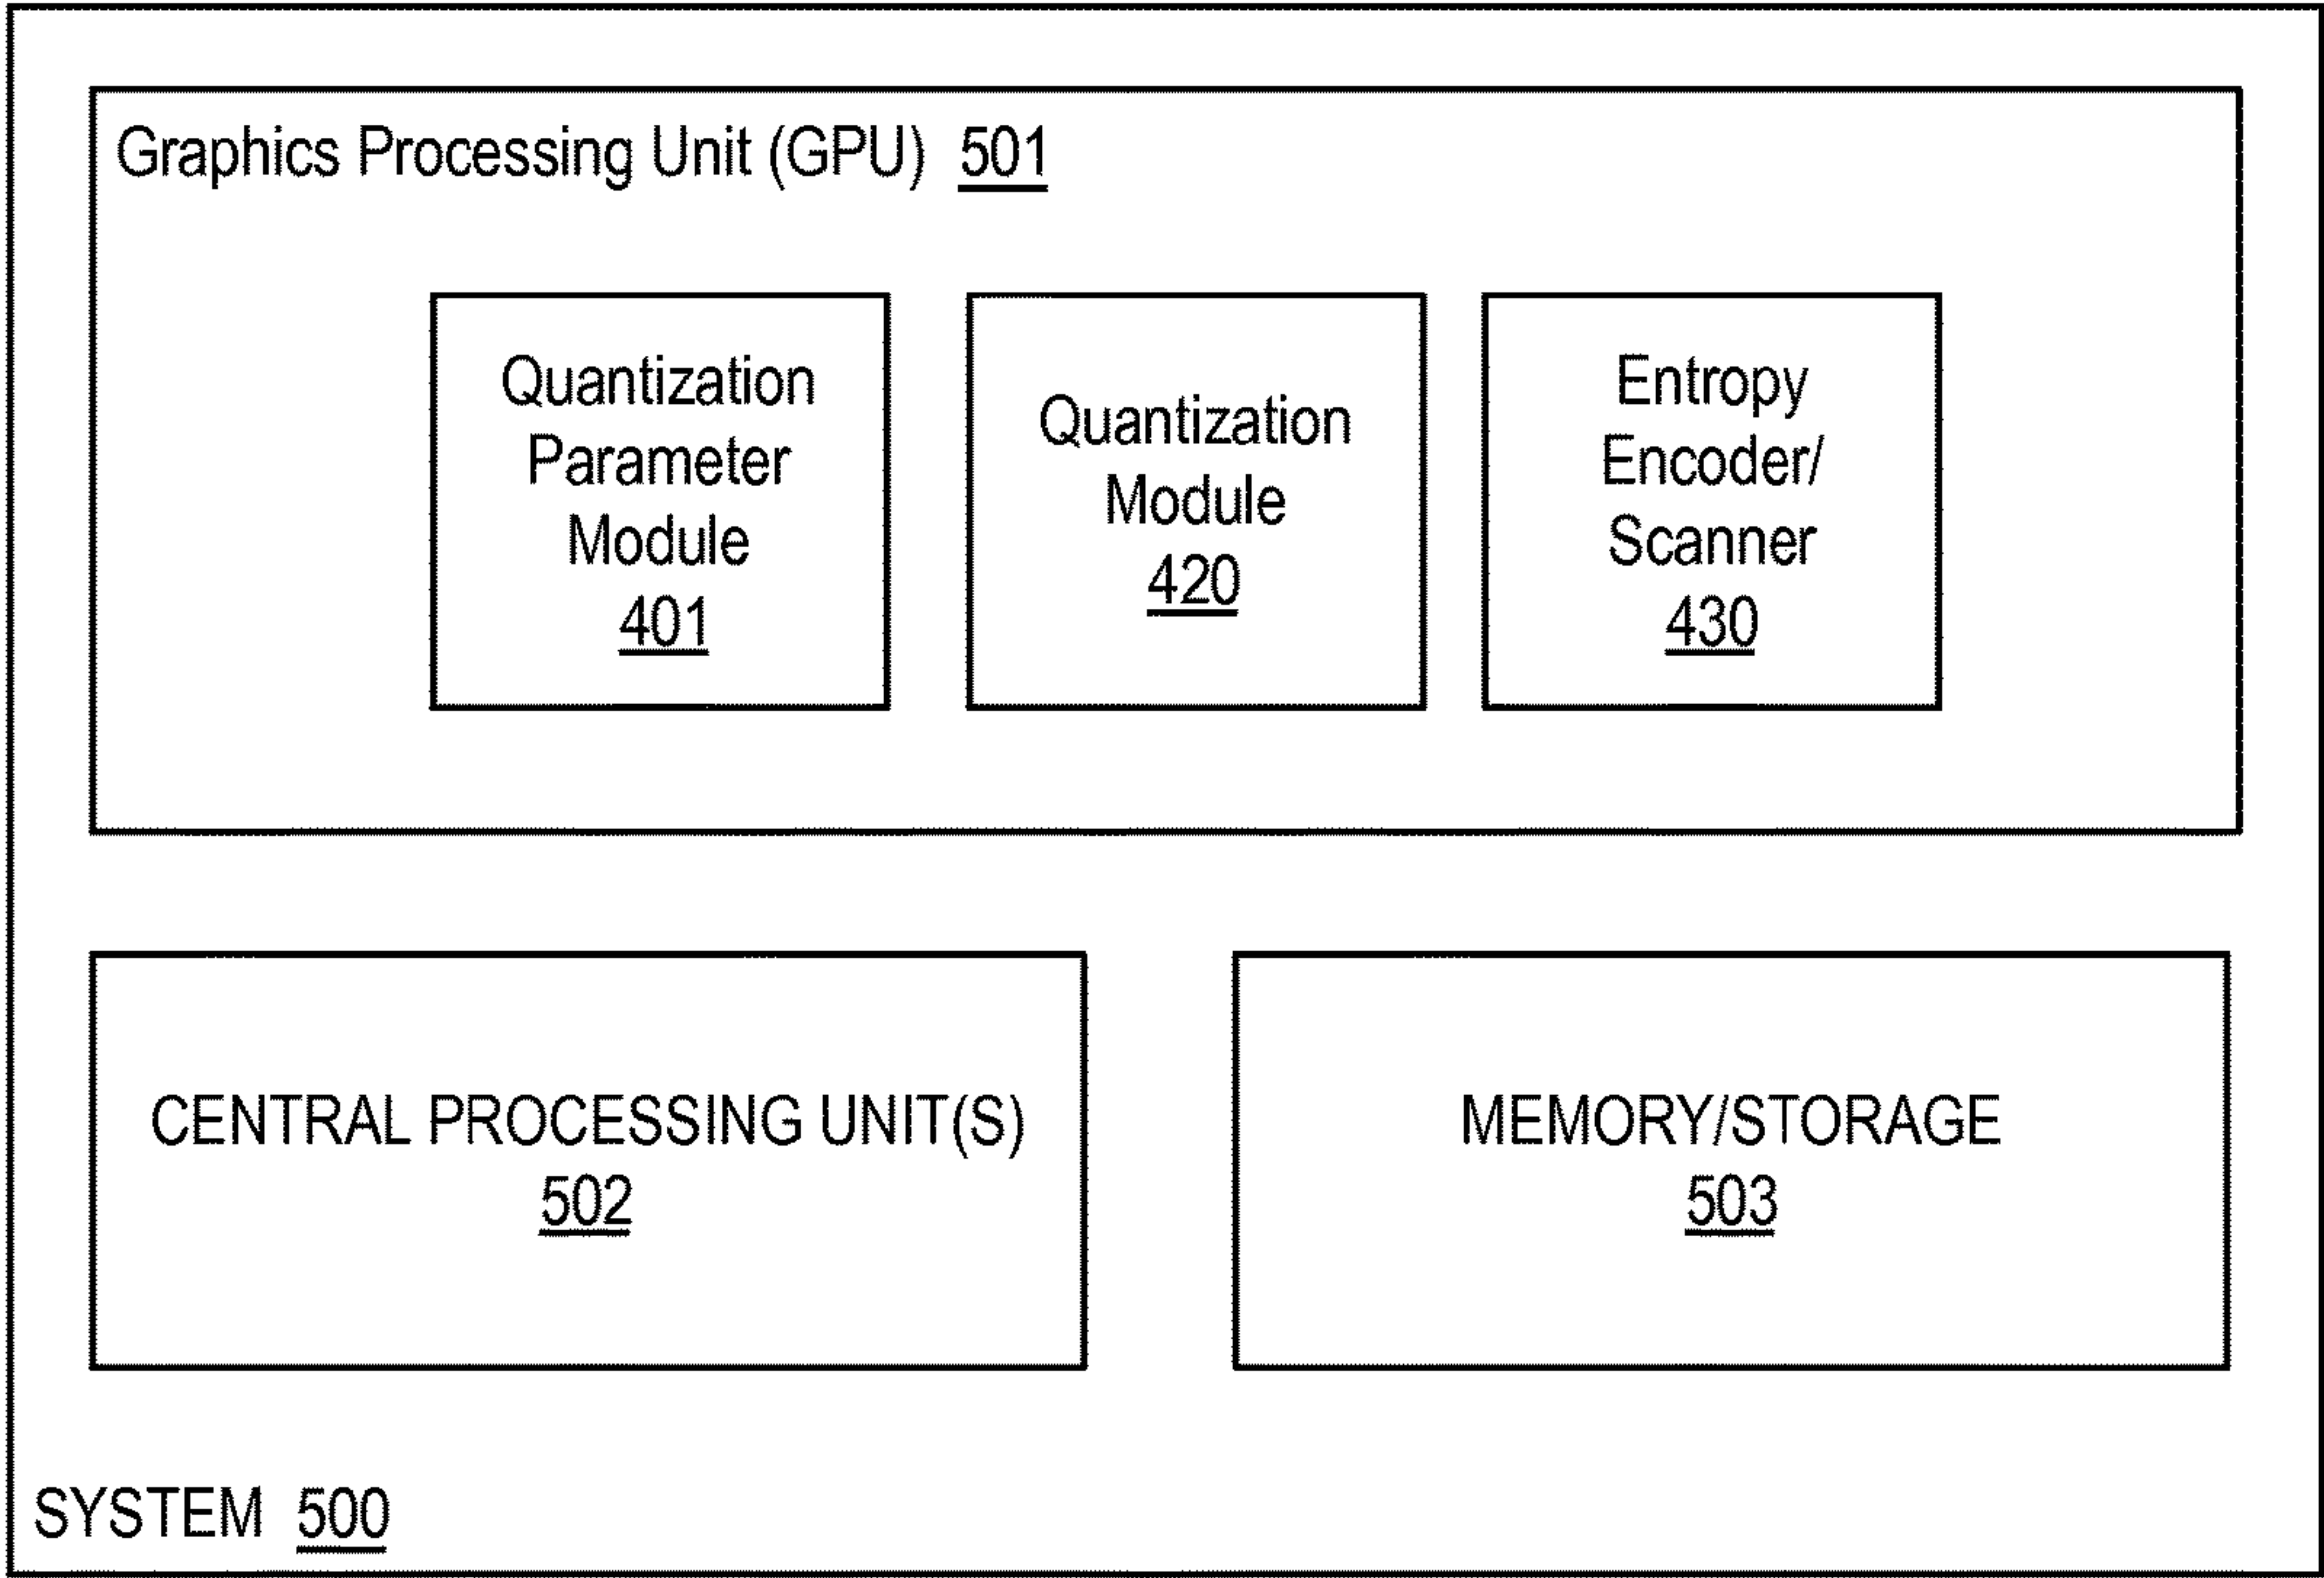 Graphics Processing Unit (GPU) 501
Quantization
Parameter
Module
401
Quantization
Module
420
Entropy
Encoder/
Scanner
430
CENTRAL PROCESSING UNIT(S)
502
MEMORY/STORAGE
503
SYSTEM 500